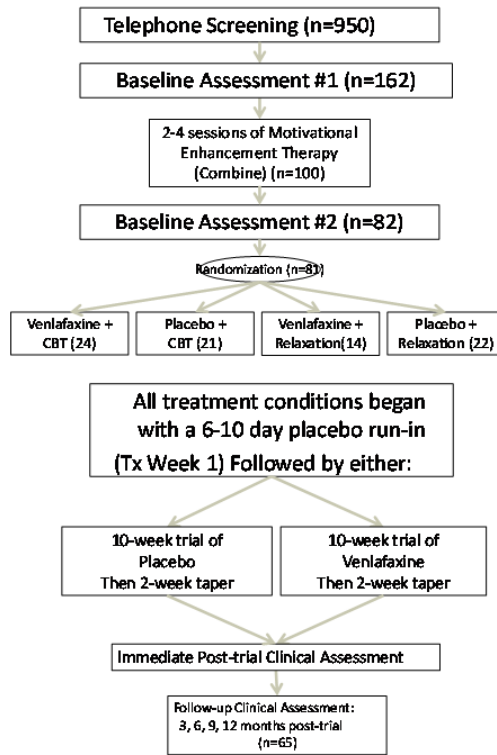 Telephone Screening (n=950)
Baseline Assessment #1 (n=162)
2-4 sessions of Motivational
Enhancement Therapy
(Combine) (n=100)
Baseline Assessment #2 (n=82)
Randomization (n=81)
Venlafaxine +
CBT (24)
Placebo +
CBT (21)
Venlafaxine +
Relaxation(14)
Placebo +
Relaxation (22)
All treatment conditions began
with a 6-10 day placebo run-in
(Tx Week 1) Followed by either:
10-week trial of
Placebo
Then 2-week taper
10-week trial of
Venlafaxine
Then 2-week taper
Immediate Post-trial Clinical Assessment
Follow-up Clinical Assessment:
3, 6, 9, 12 months post-trial
(n=65)